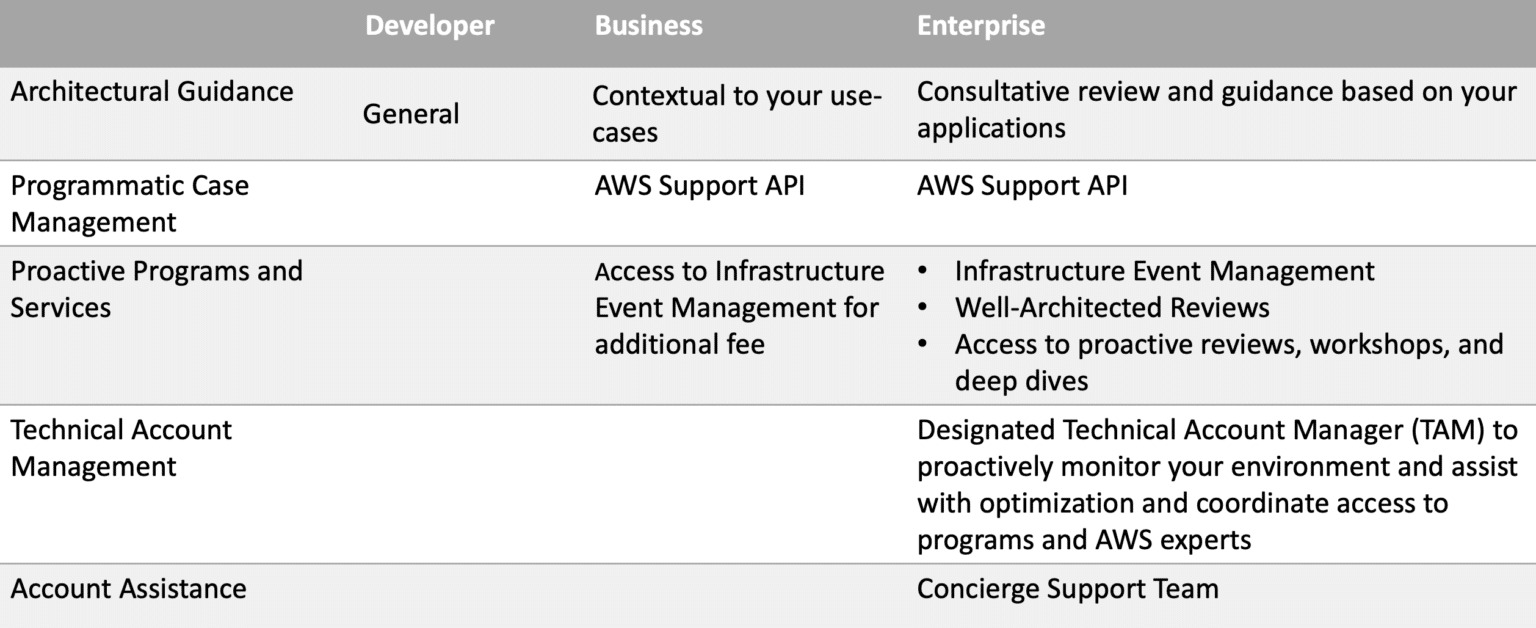 Developer Business Enterprise
Architectural Guidance
General
Contextual to your use-
cases
Consultative review and guidance based on your
applications
Programmatic Case
Management
AWS Support API
AWS Support API
Proactive Programs and
Services
Access to Infrastructure
Event Management for
additional fee
• Infrastructure Event Management
• Well-Architected Reviews
• Access to proactive reviews, workshops, and
deep dives
Technical Account
Management
Designated Technical Account Manager (TAM) to
proactively monitor your environment and assist
with optimization and coordinate access to
programs and AWS experts
Account Assistance
Concierge Support Team